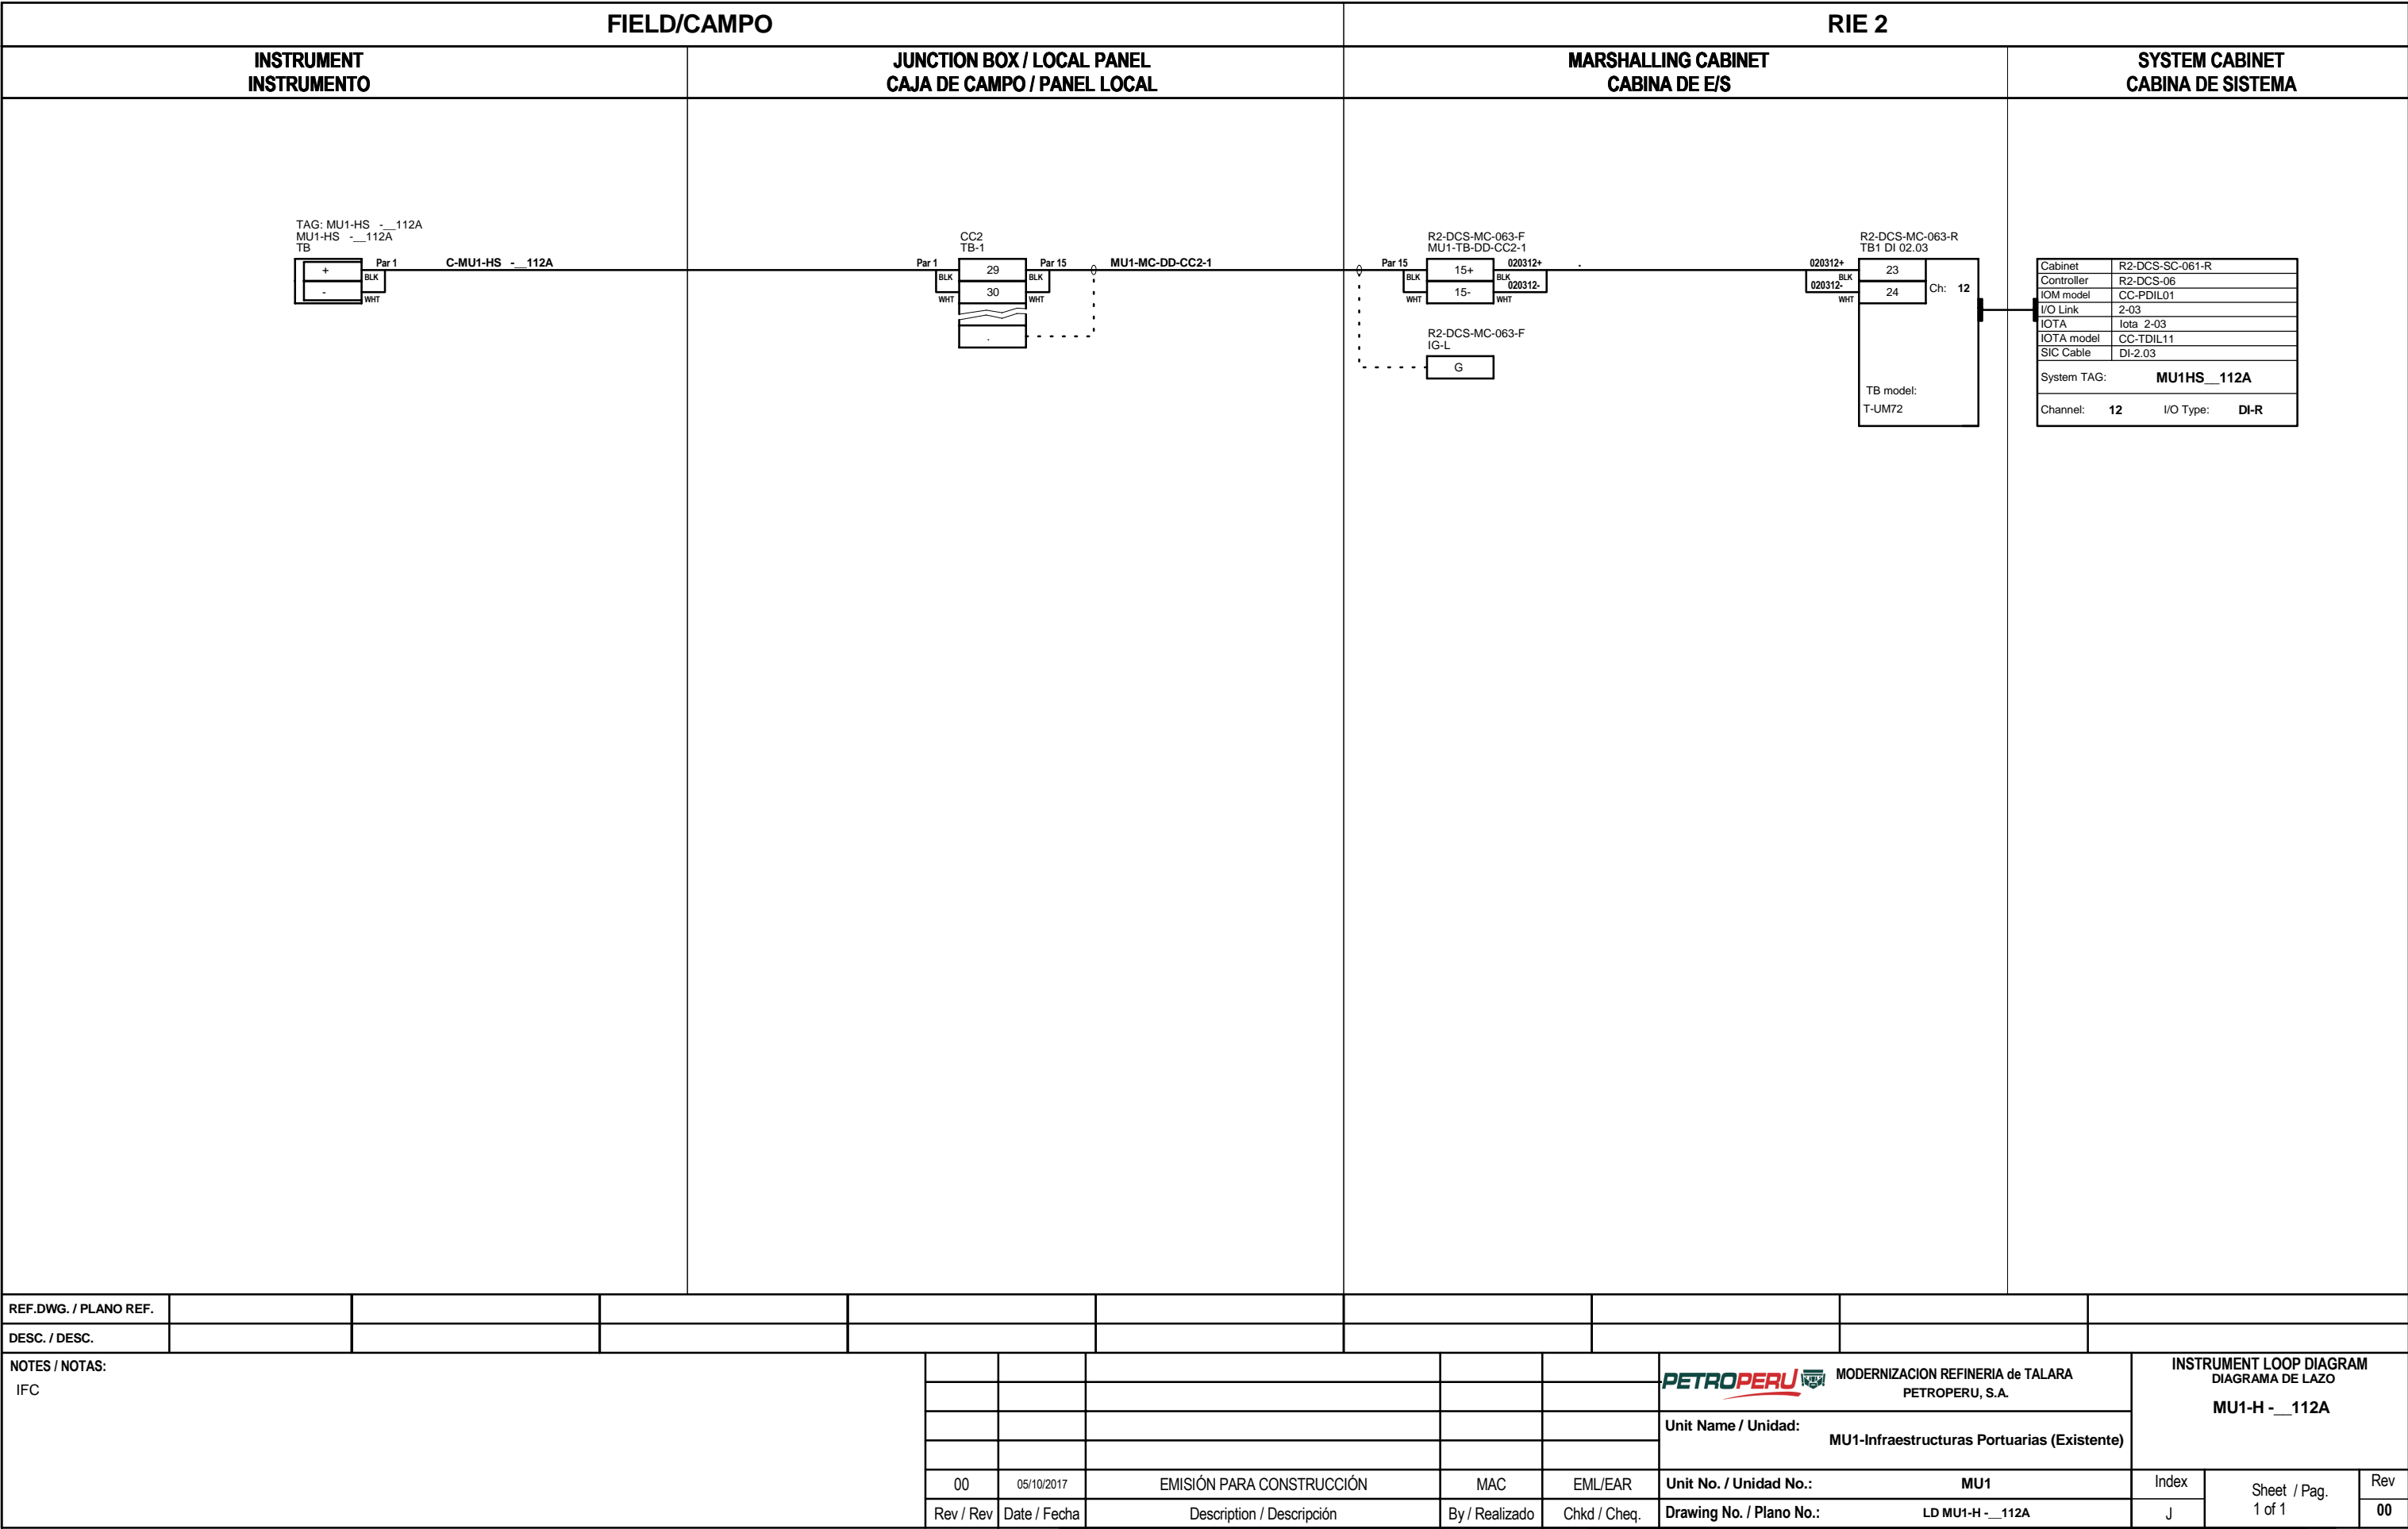 FIELD/CAMPO
RIE 2
INSTRUMENT
INSTRUMENTO
JUNCTION BOX / LOCAL PANEL
CAJA DE CAMPO / PANEL LOCAL
MARSHALLING CABINET
CABINA DE E/S
SYSTEM CABINET
CABINA DE SISTEMA
TAG: MU1-HS -__112A
MU1-HS -__112A
TB
+
-
Par 1
BLK
WHT
C-MU1-HS -__112A
CC2
TB-1
Par 1
BLK
WHT
29
30
.
Par 15
BLK
WHT
MU1-MC-DD-CC2-1
R2-DCS-MC-063-F
MU1-TB-DD-CC2-1
Par 15
BLK
WHT
15+
15-
020312+
BLK
020312-
WHT
.
R2-DCS-MC-063-F
IG-L
G
R2-DCS-MC-063-R
TB1 DI 02.03
020312+
BLK
020312-
WHT
23
24
Ch: 12
TB model:
T-UM72
Cabinet R2-DCS-SC-061-R
Controller R2-DCS-06
IOM model CC-PDIL01
I/O Link 2-03
IOTA Iota 2-03
IOTA model CC-TDIL11
SIC Cable DI-2.03
System TAG: MU1HS__112A
Channel: 12 I/O Type: DI-R
REF.DWG. / PLANO REF.
DESC. / DESC.
NOTES / NOTAS:
IFC
00 05/10/2017 EMISIÓN PARA CONSTRUCCIÓN MAC EML/EAR
Rev / Rev Date / Fecha Description / Descripción By / Realizado Chkd / Cheq.
PETROPERU
MODERNIZACION REFINERIA de TALARA
PETROPERU, S.A.
Unit Name / Unidad:
MU1-Infraestructuras Portuarias (Existente)
Unit No. / Unidad No.: MU1
Drawing No. / Plano No.: LD MU1-H -__112A
INSTRUMENT LOOP DIAGRAM
DIAGRAMA DE LAZO
MU1-H -__112A
Index
J
Sheet / Pag.
1 of 1
Rev
00